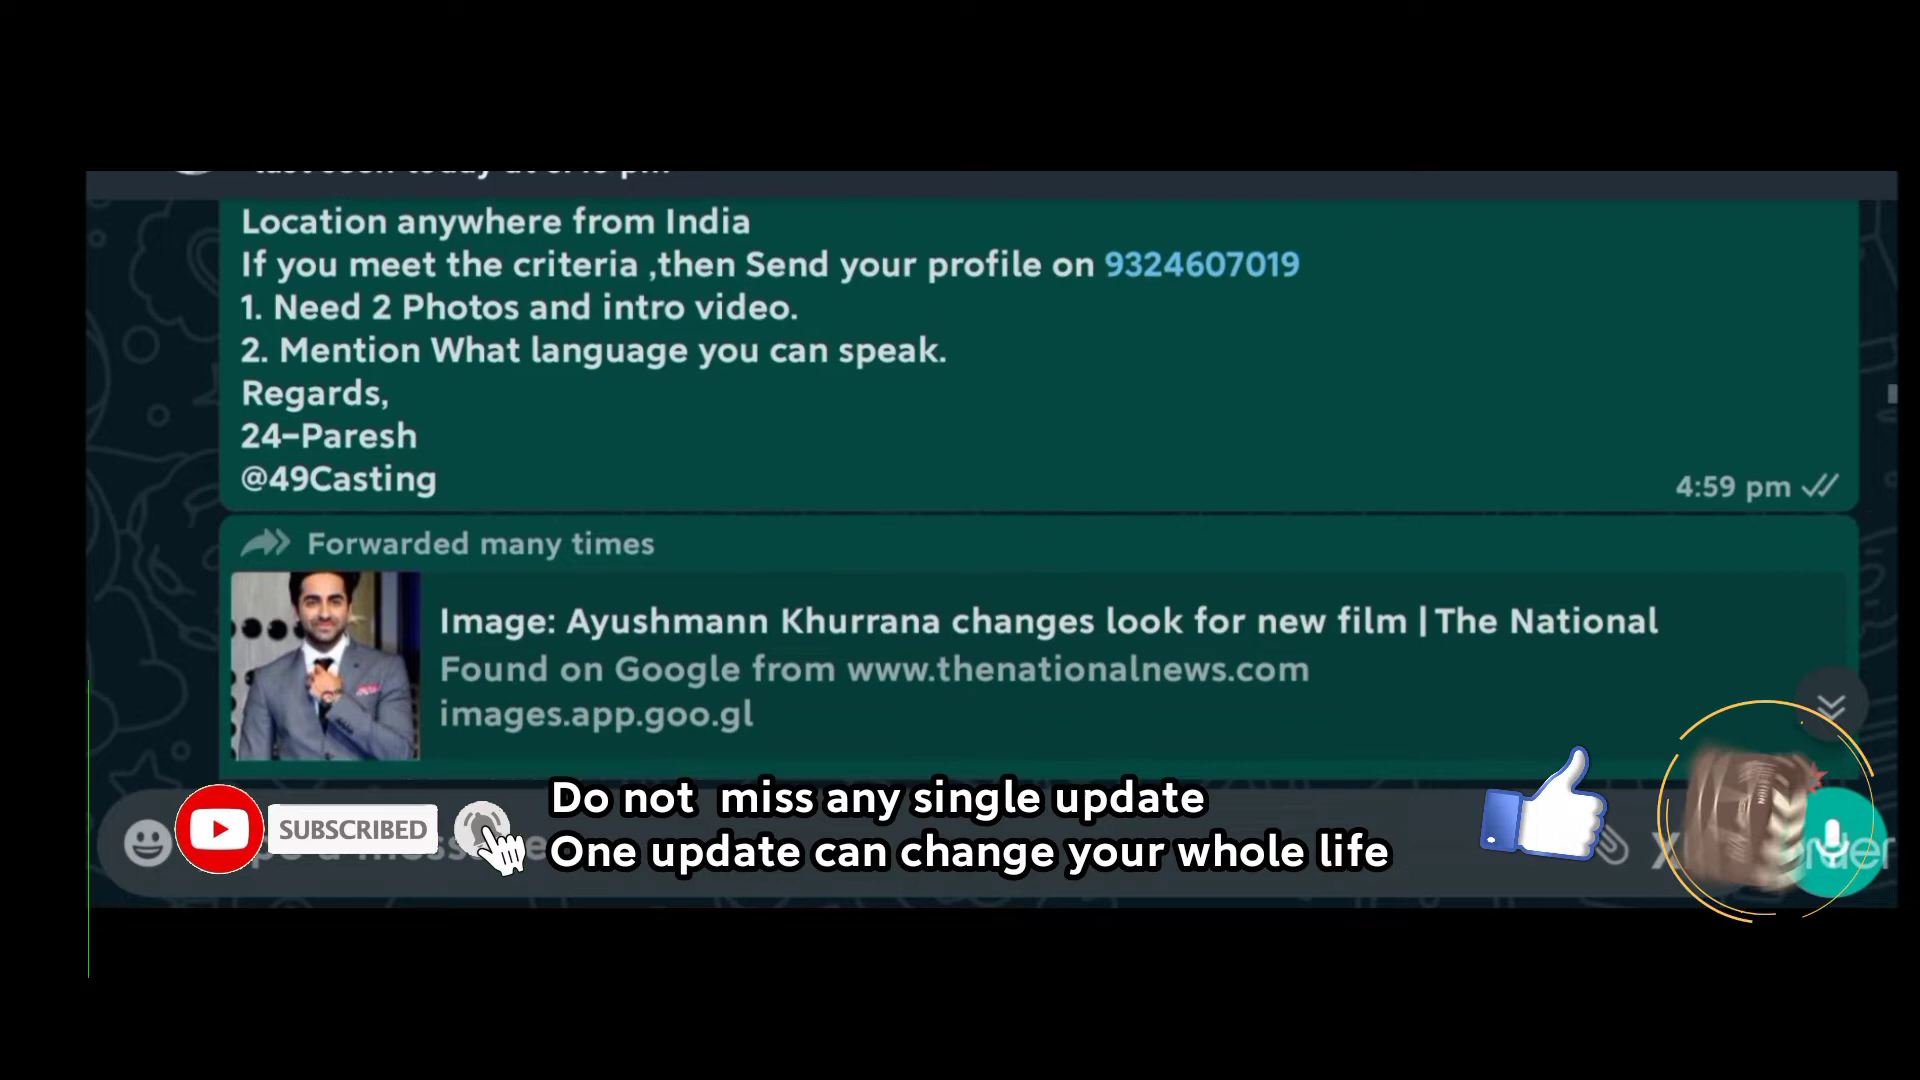 Location anywhere from India
If you meet the criteria ,then Send your profile on 9324607019
1. Need 2 Photos and intro video.
2. Mention What language you can speak.
Regards,
24-Paresh
@49Casting
4:59 pm
Forwarded many times
Image: Ayushmann Khurrana changes look for new film | The National
Found on Google from www.thenationalnews.com
images.app.goo.gl
SUBSCRIBED
Do not miss any single update
One update can change your whole life